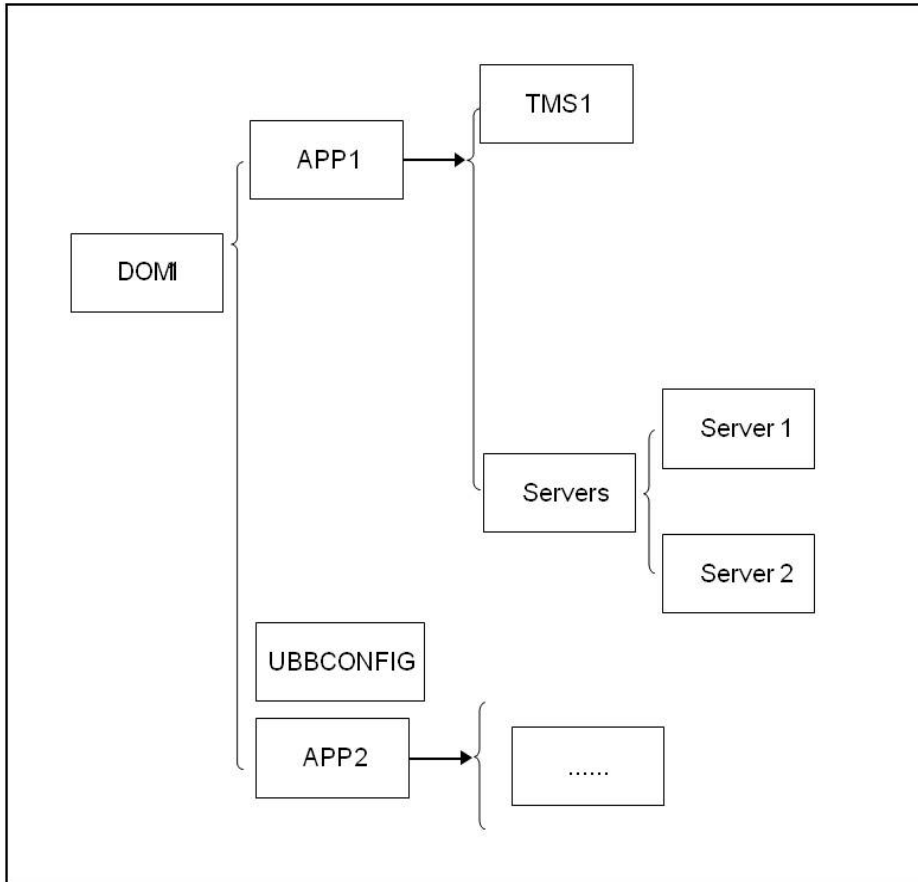 TMS1
APP1
DOM1
Server 1
Servers
Server 2
UBBCONFIG
APP2
......